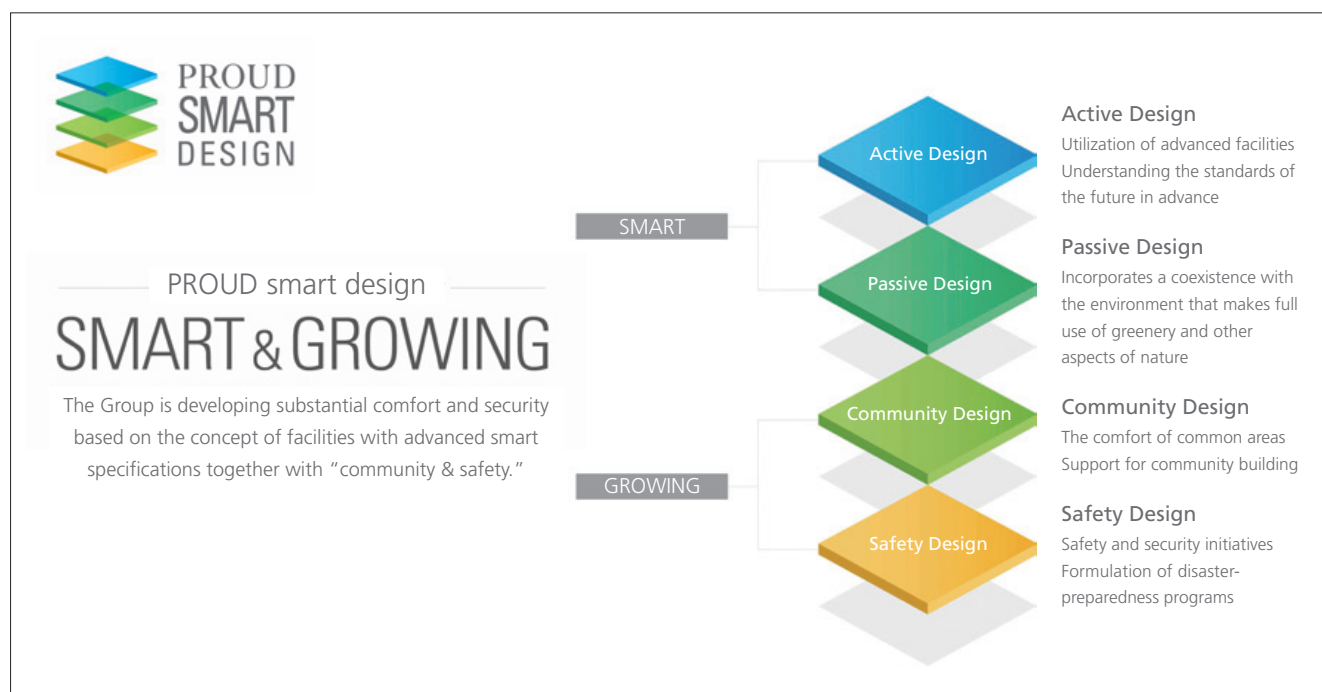 PROUD
SMART
DESIGN
PROUD smart design
SMART & GROWING
The Group is developing substantial comfort and security
based on the concept of facilities with advanced smart
specifications together with “community & safety.”
SMART
GROWING
Active Design
Passive Design
Community Design
Safety Design
Active Design
Utilization of advanced facilities
Understanding the standards of
the future in advance
Passive Design
Incorporates a coexistence with
the environment that makes full
use of greenery and other
aspects of nature
Community Design
The comfort of common areas
Support for community building
Safety Design
Safety and security initiatives
Formulation of disaster-
preparedness programs